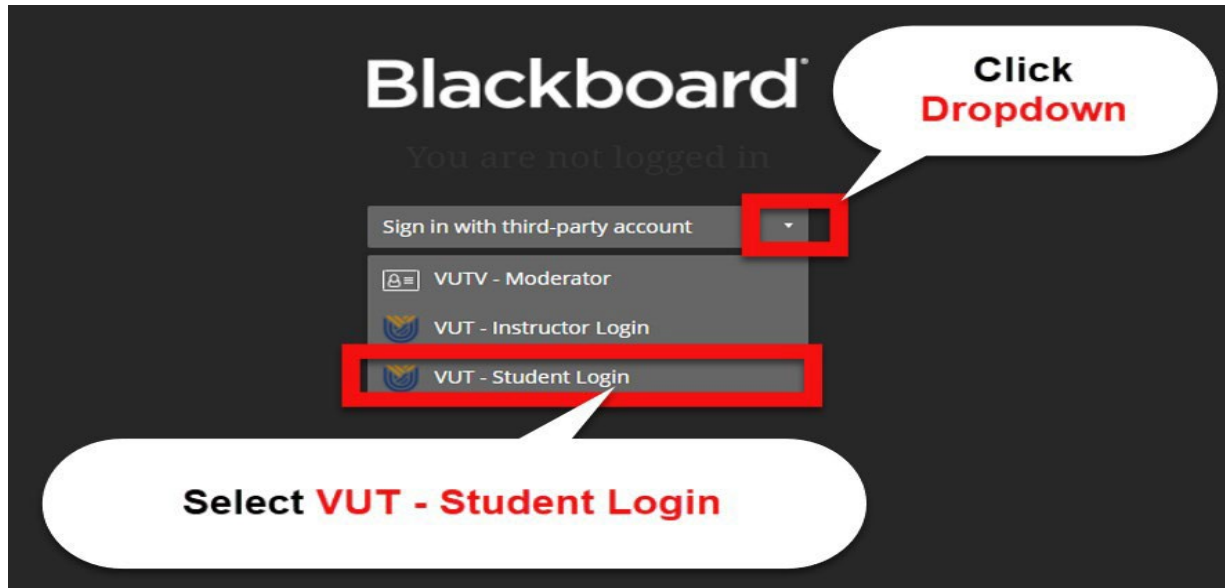 Blackboard
Click
Dropdown
You are not logged in
Sign in with third-party account
VUTV - Moderator
VUT - Instructor Login
VUT - Student Login
Select VUT - Student Login